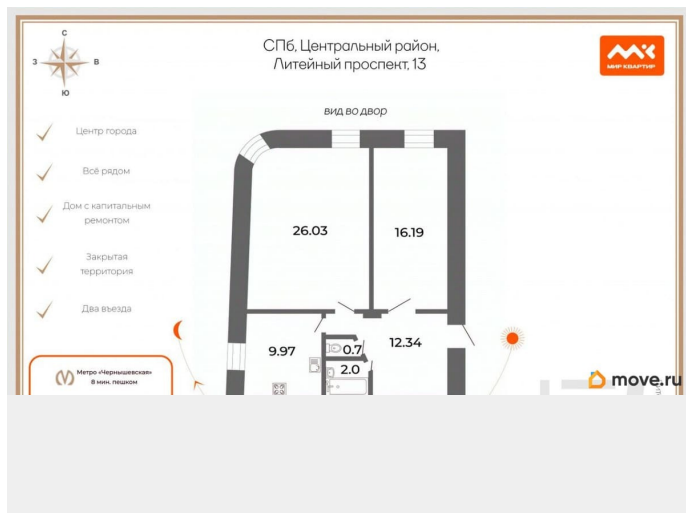 СПб, Центральный район,
Литейный проспект, 13
МИР КВАРТИР
С
З
В
Ю
вид во двор
Центр города
Всё рядом
Дом с капитальным
ремонтом
Закрытая
территория
Два въезда
26.03
16.19
9.97
0.7
12.34
2.0
Метро «Чернышевская»
8 мин. пешком
move.ru